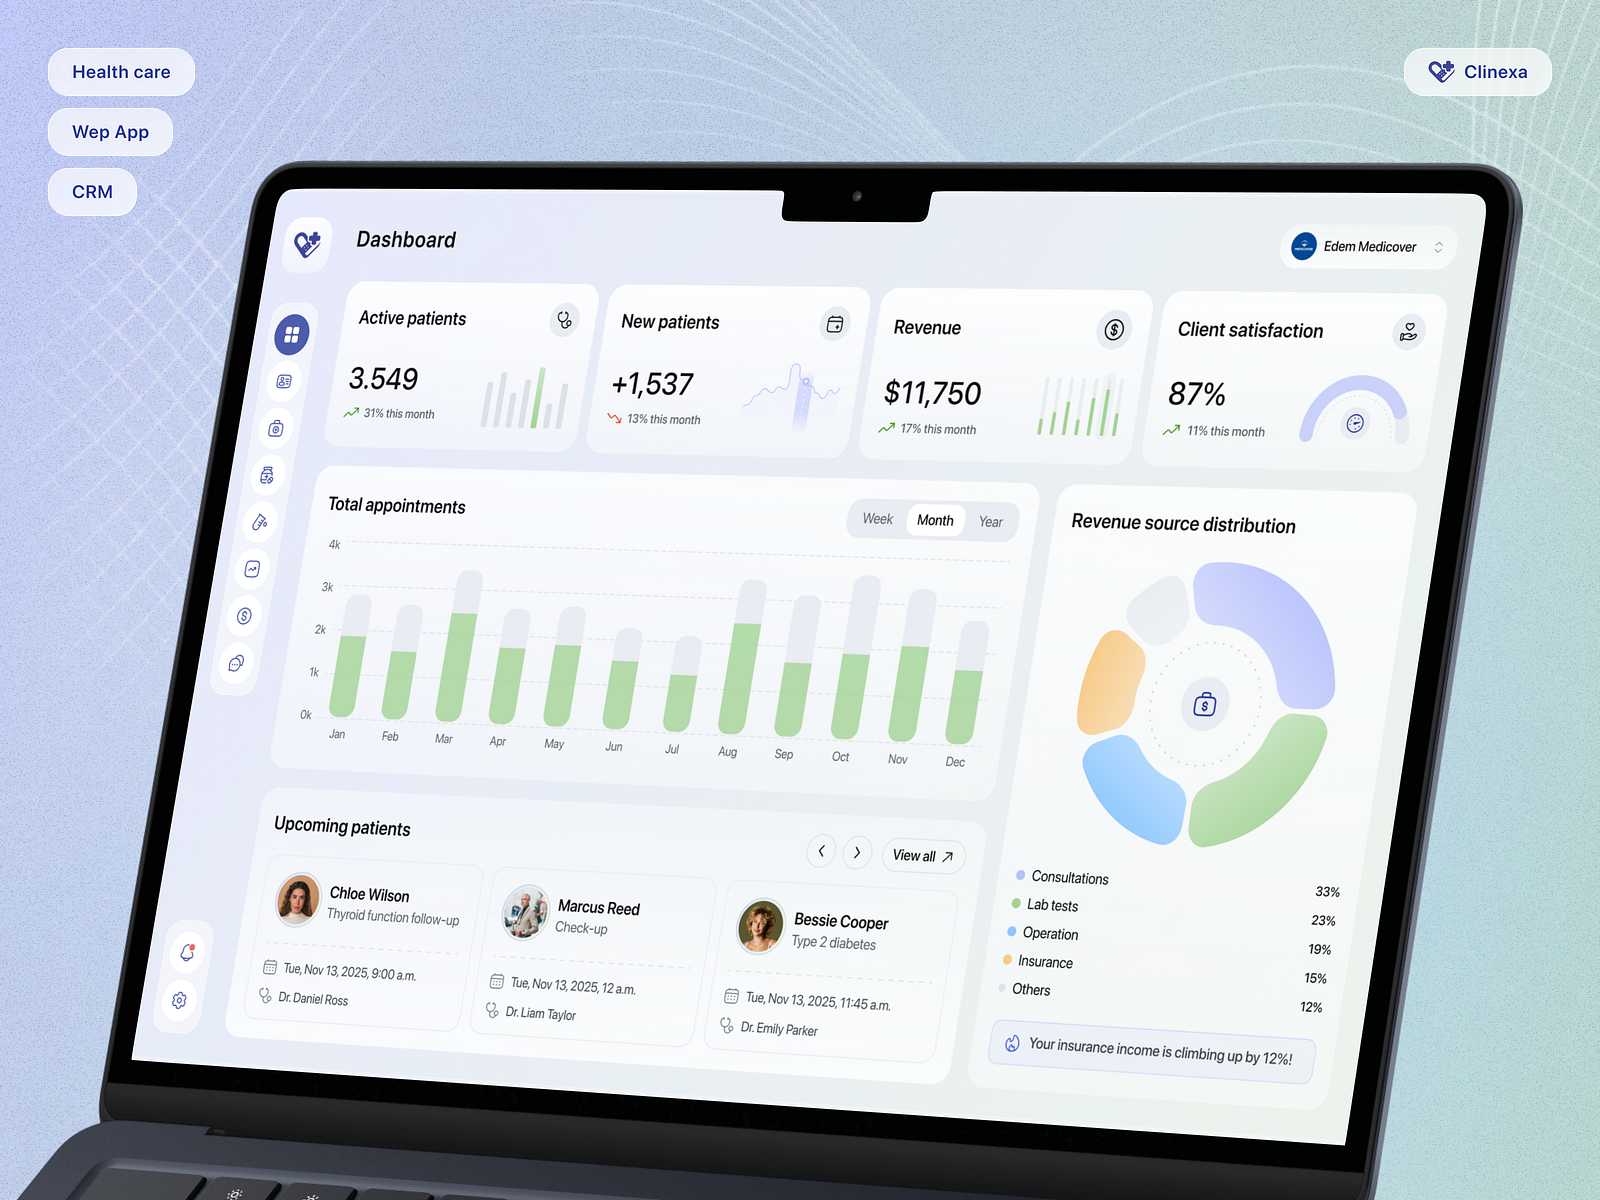 Health care
Wep App
CRM
Clinexa
Dashboard
Edem Medicover
Active patients
3.549
31% this month
New patients
+1,537
13% this month
Revenue
$11,750
17% this month
Client satisfaction
87%
11% this month
Total appointments
Week
Month
Year
4k
3k
2k
1k
0k
Jan
Feb
Mar
Apr
May
Jun
Jul
Aug
Sep
Oct
Nov
Dec
Revenue source distribution
Consultations
33%
Lab tests
23%
Operation
19%
Insurance
15%
Others
12%
Your insurance income is climbing up by 12%!
Upcoming patients
View all
Chloe Wilson
Thyroid function follow-up
Tue, Nov 13, 2025, 9:00 a.m.
Dr. Daniel Ross
Marcus Reed
Check-up
Tue, Nov 13, 2025, 12 a.m.
Dr. Liam Taylor
Bessie Cooper
Type 2 diabetes
Tue, Nov 13, 2025, 11:45 a.m.
Dr. Emily Parker